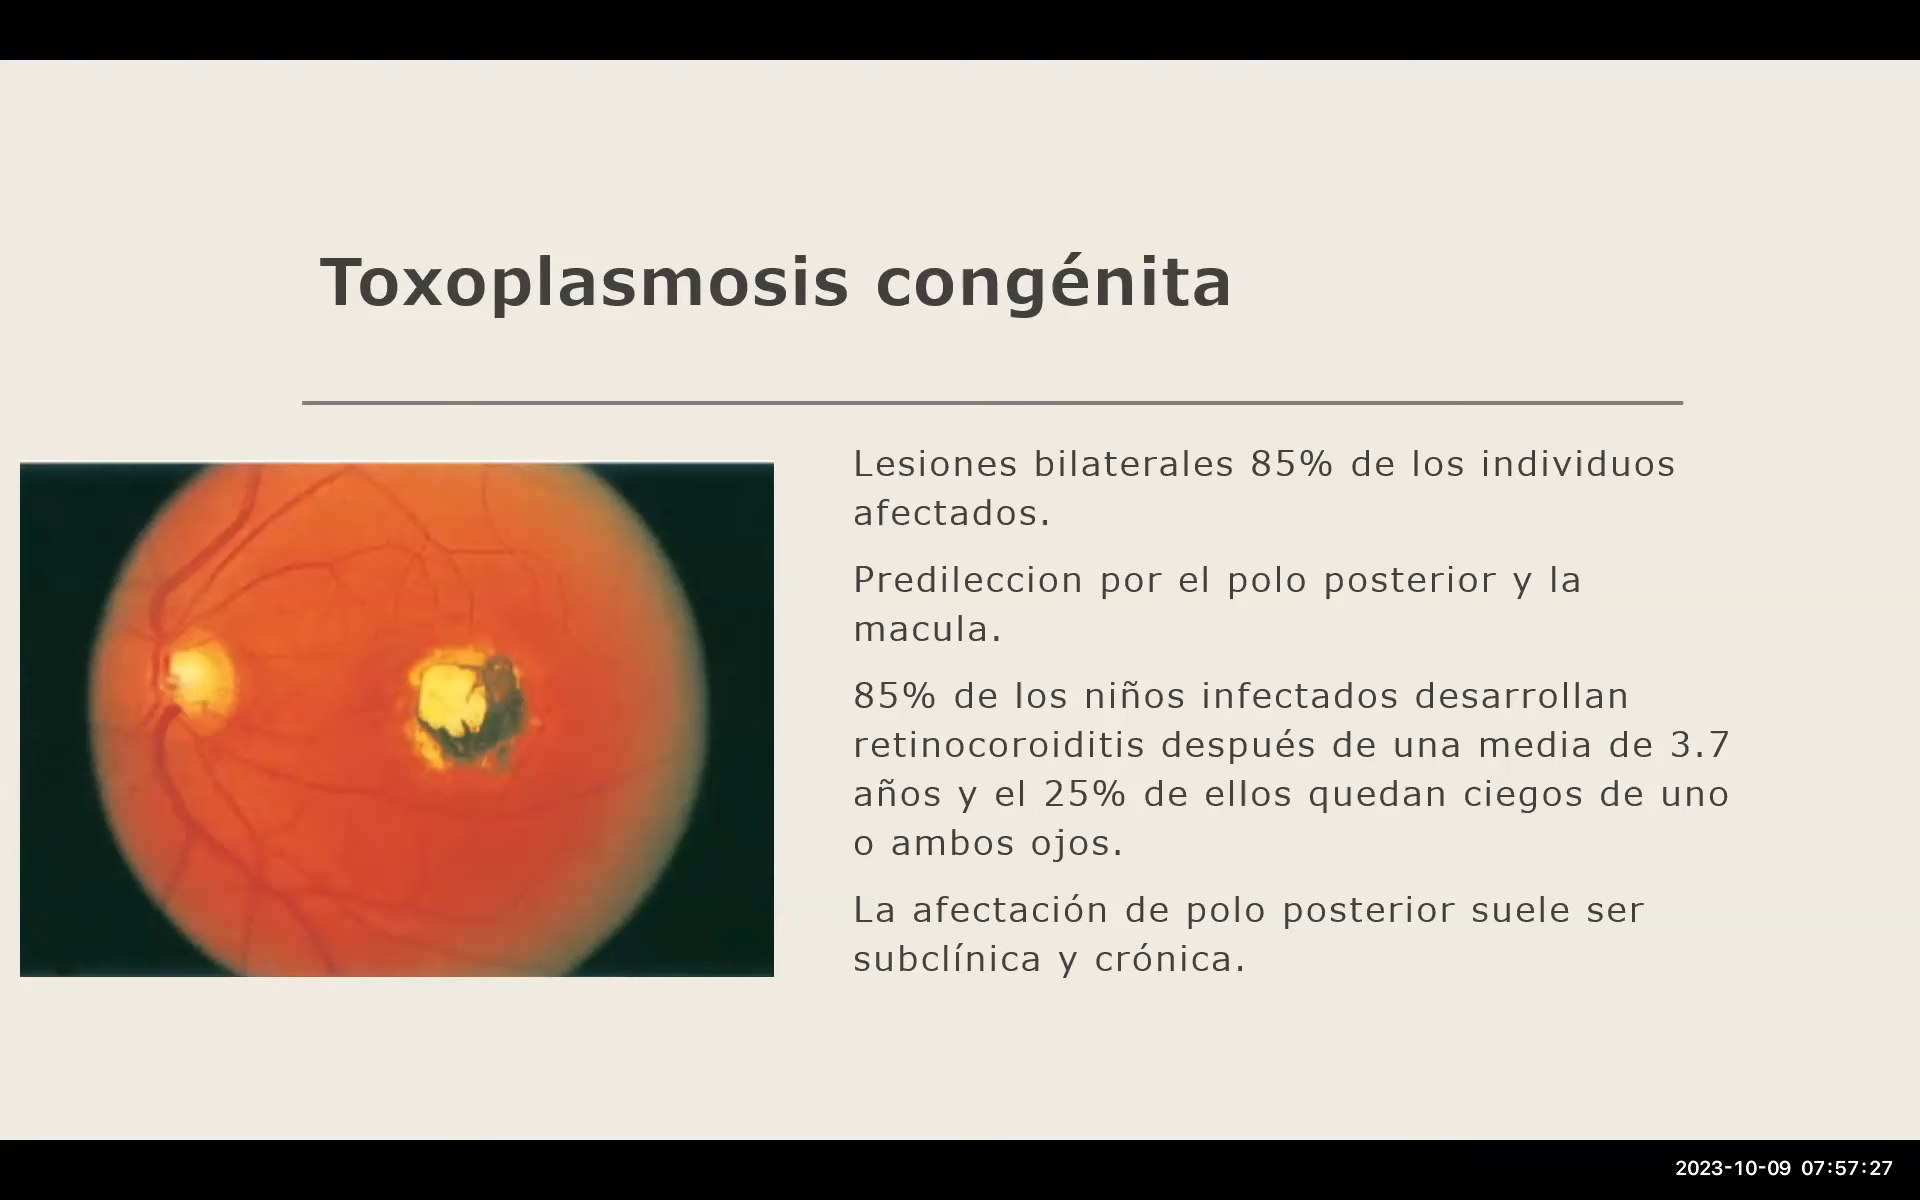 Toxoplasmosis congénita
Lesiones bilaterales 85% de los individuos
afectados.
Predileccion por el polo posterior y la
macula.
85% de los niños infectados desarrollan
retinocoroiditis después de una media de 3.7
años y el 25% de ellos quedan ciegos de uno
o ambos ojos.
La afectación de polo posterior suele ser
subclínica y crónica.
2023-10-09 07:57:27